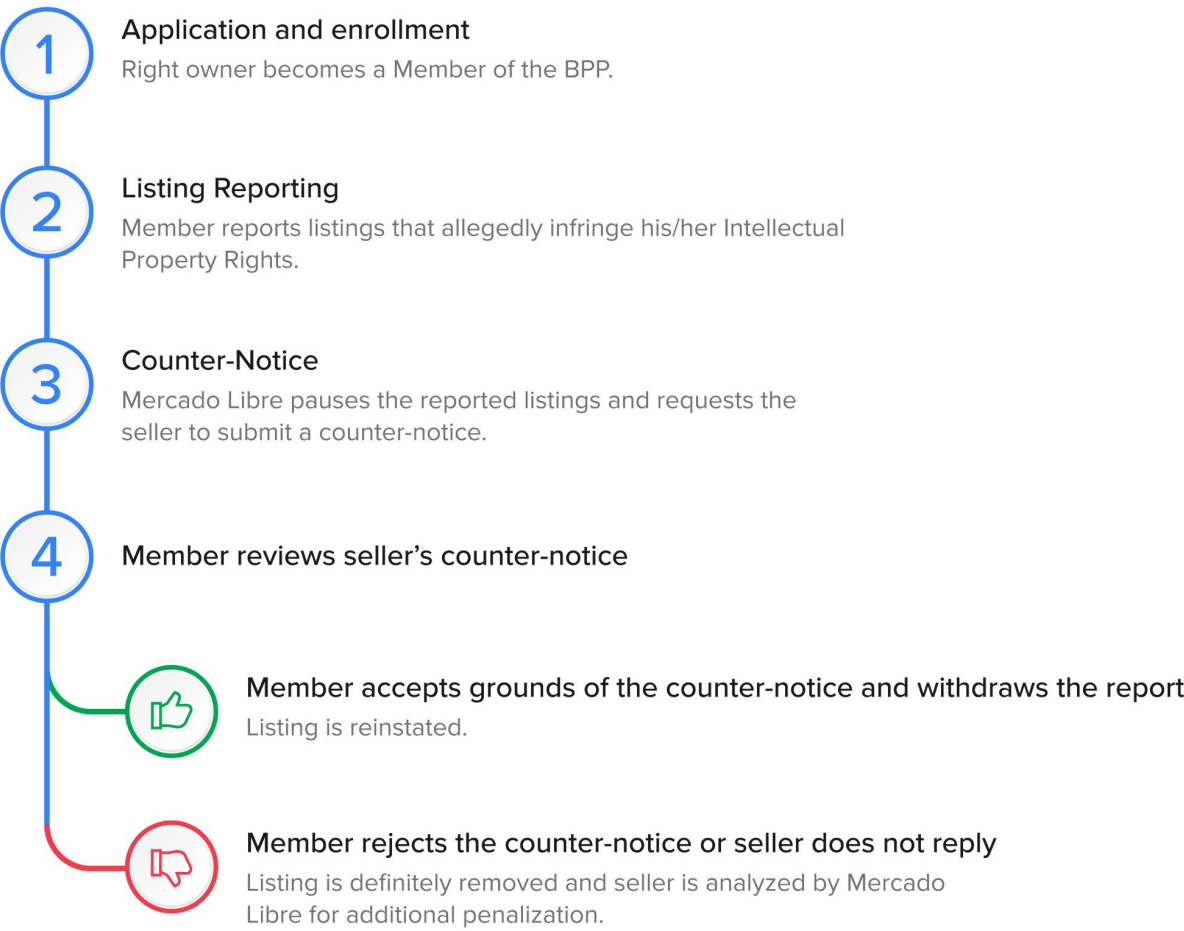 1
Application and enrollment
Right owner becomes a Member of the BPP.
2
Listing Reporting
Member reports listings that allegedly infringe his/her Intellectual
Property Rights.
3
Counter-Notice
Mercado Libre pauses the reported listings and requests the
seller to submit a counter-notice.
4
Member reviews seller’s counter-notice
Member accepts grounds of the counter-notice and withdraws the report
Listing is reinstated.
Member rejects the counter-notice or seller does not reply
Listing is definitely removed and seller is analyzed by Mercado
Libre for additional penalization.